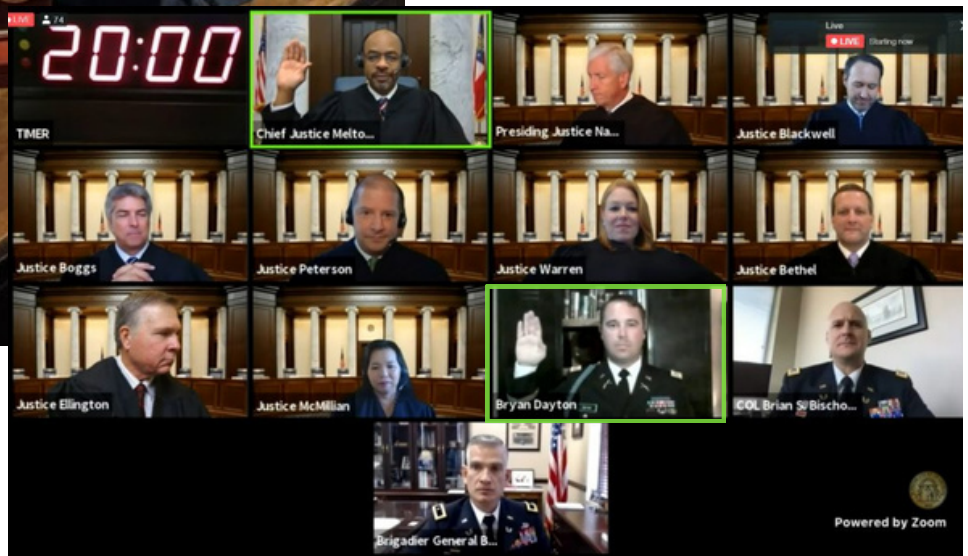 LIVE 74
20:00
TIMER
Chief Justice Melto...
Presiding Justice Na...
Live
LIVE Starting now
Justice Blackwell
Justice Boggs
Justice Peterson
Justice Warren
Justice Bethel
Justice Ellington
Justice McMillian
Bryan Dayton
COL Brian S. Bischo...
Brigadier General B...
Powered by Zoom